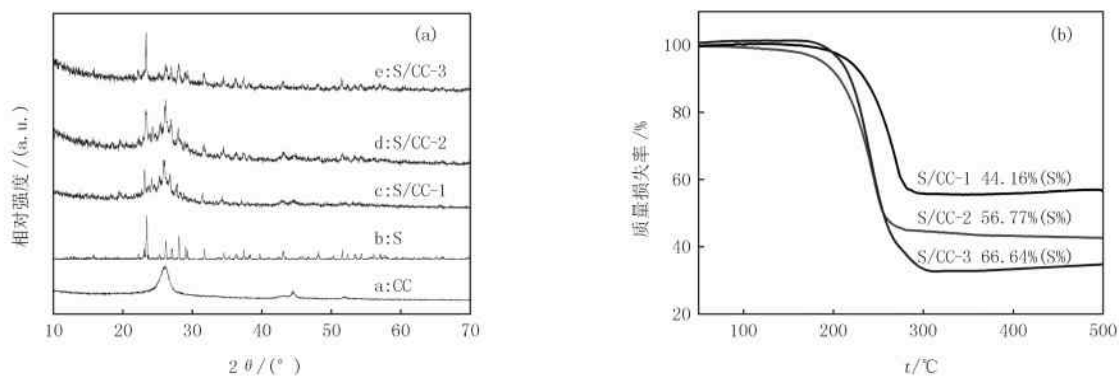 (a)
e:S/CC-3
d:S/CC-2
c:S/CC-1
b:S
a:CC
相对强度/(a.u.)
10 20 30 40 50 60 70
2θ/(°)
(b)
100
80
60
40
20
质量损失率/%
S/CC-1 44.16%(S%)
S/CC-2 56.77%(S%)
S/CC-3 66.64%(S%)
100 200 300 400 500
t/℃